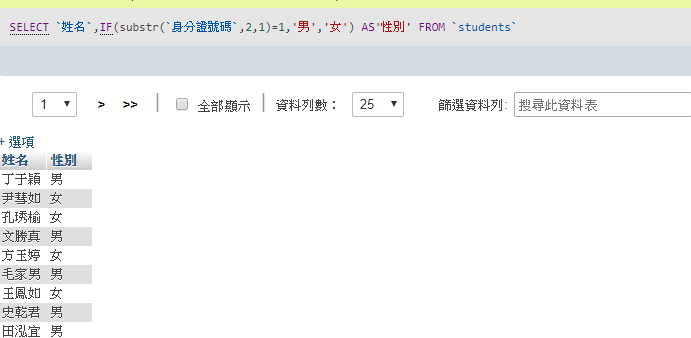 SELECT `姓名`,IF(substr(`身分證號碼`,2,1)=1,'男','女') AS'性別' FROM `students`
1 > >> 全部顯示 資料列數： 25 篩選資料列: 搜尋此資料表
+ 選項
姓名 性別
丁于穎 男
尹彗如 女
孔琇榆 女
文勝真 男
方玉婷 女
毛家男 男
王鳳如 女
史乾君 男
田泓宜 男